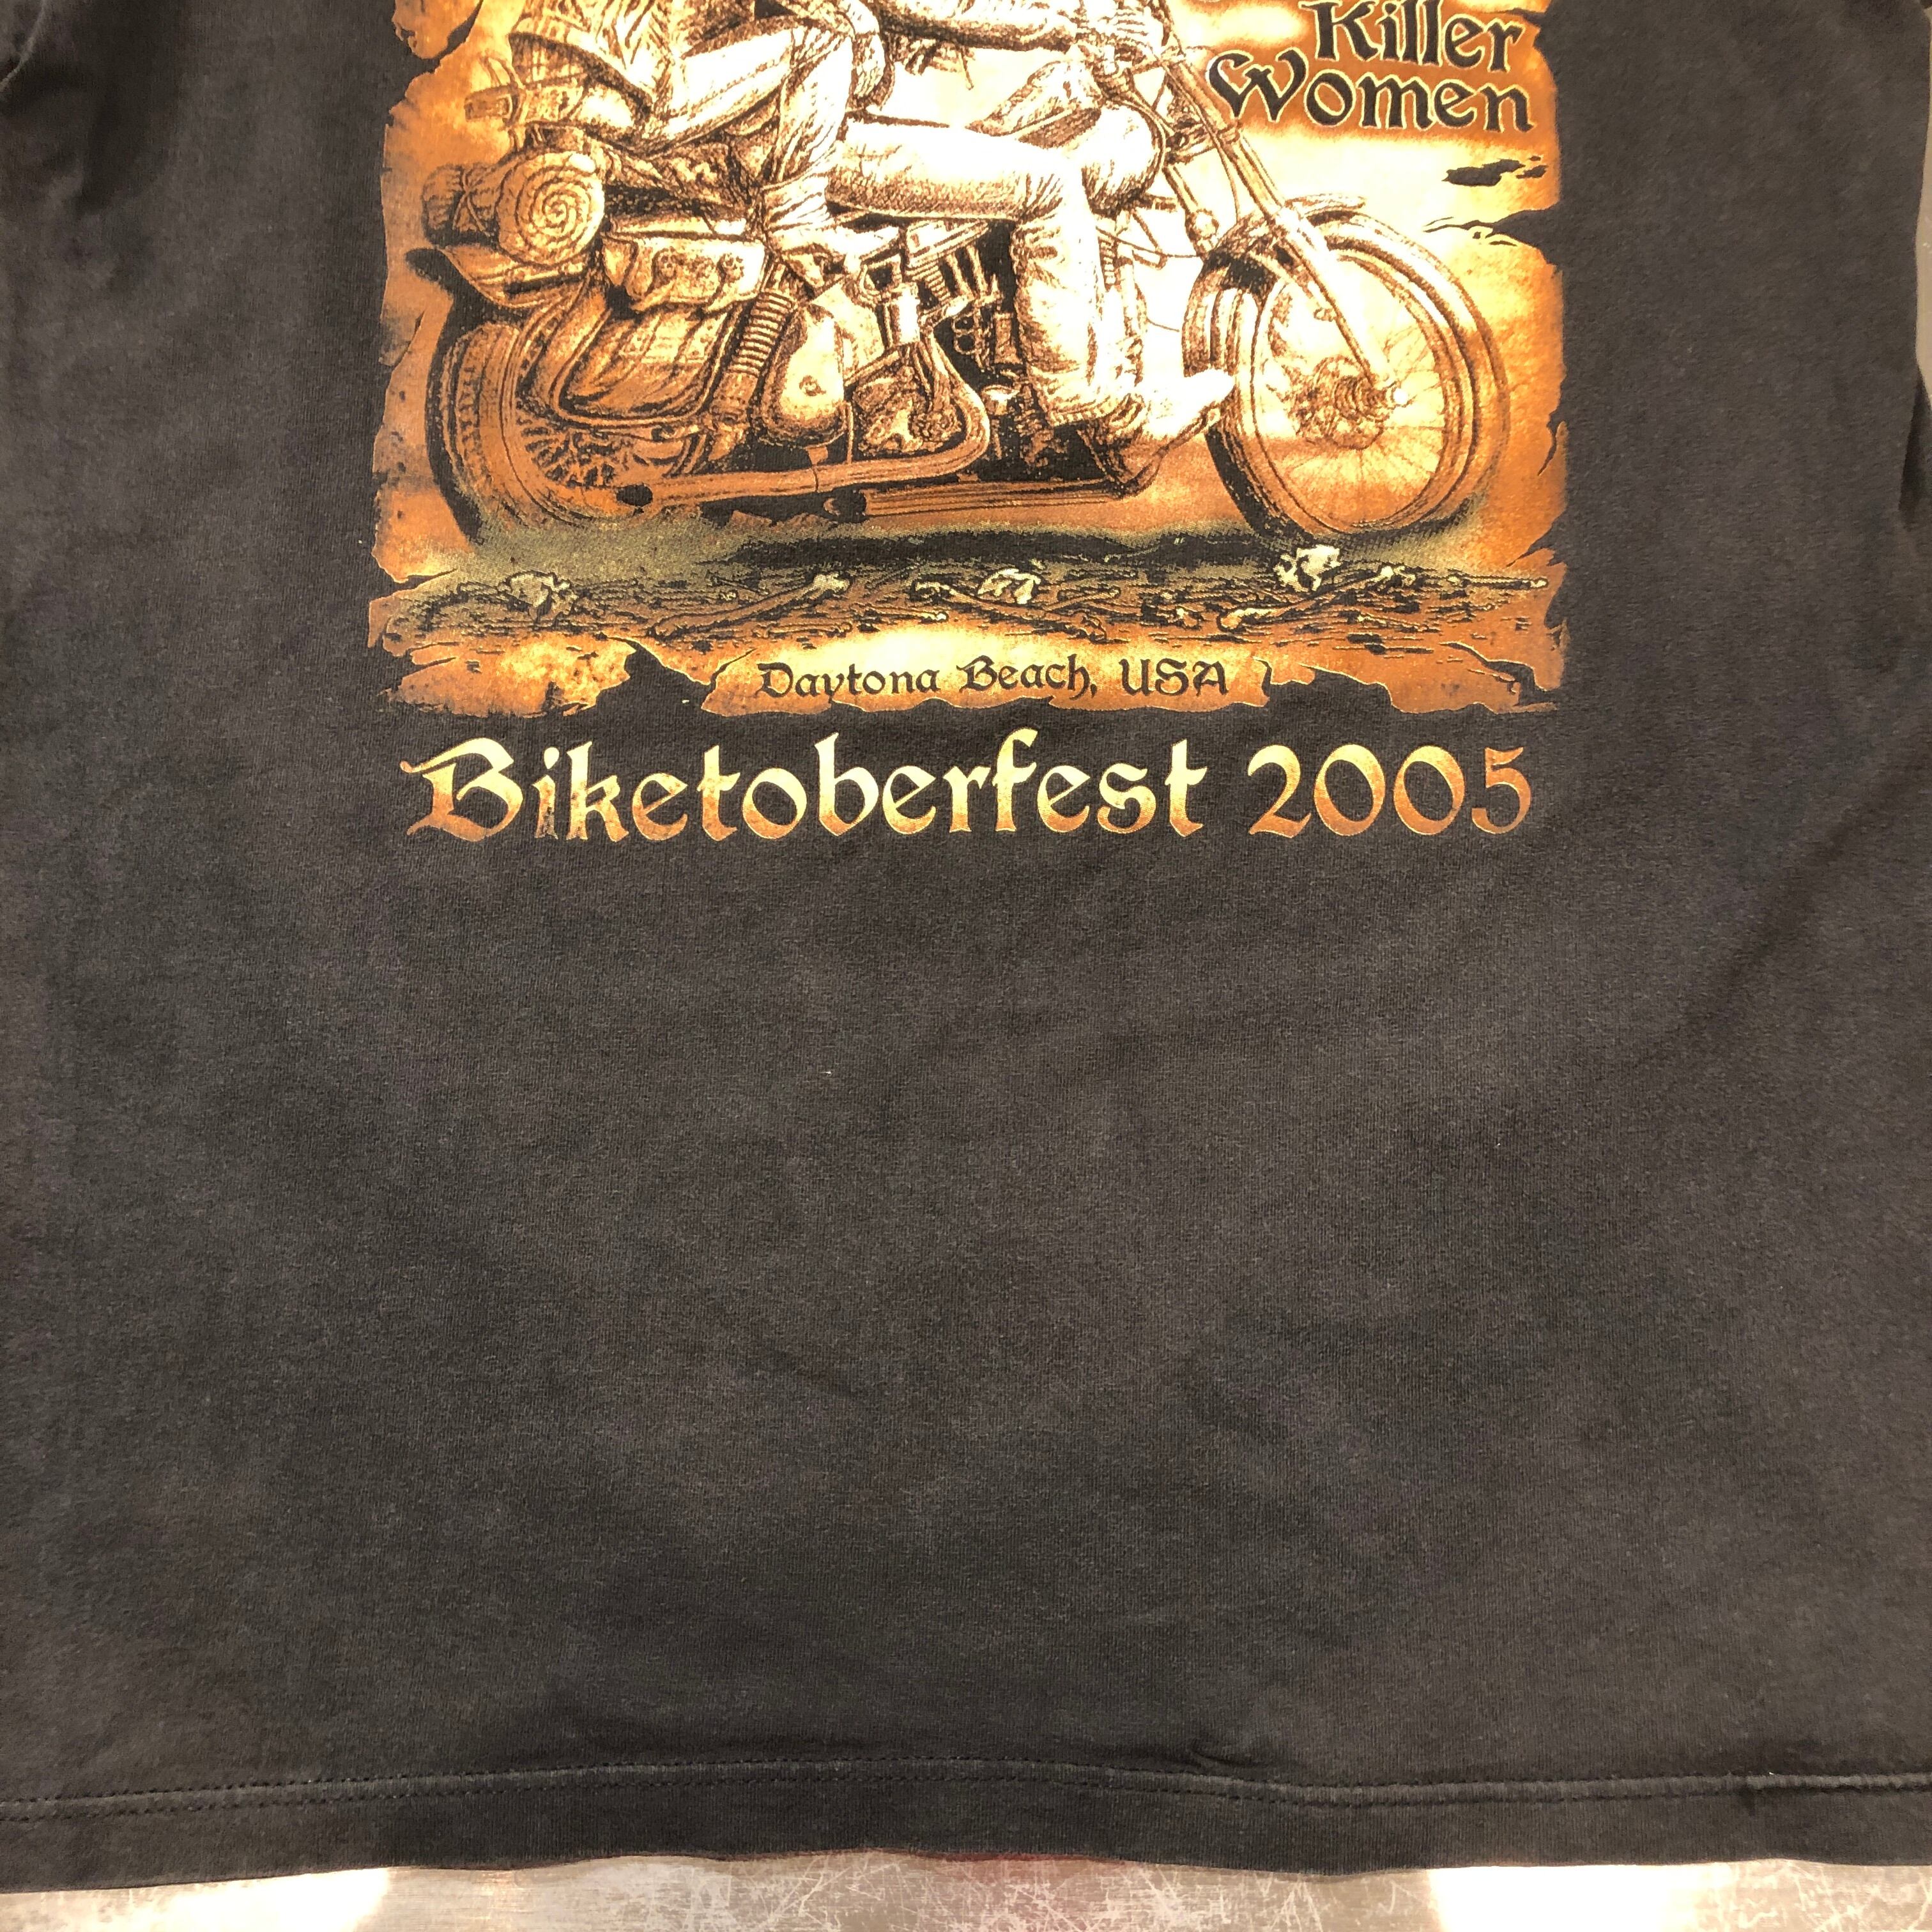 Killer
Women
Daytona Beach, USA
Biketoberfest 2005